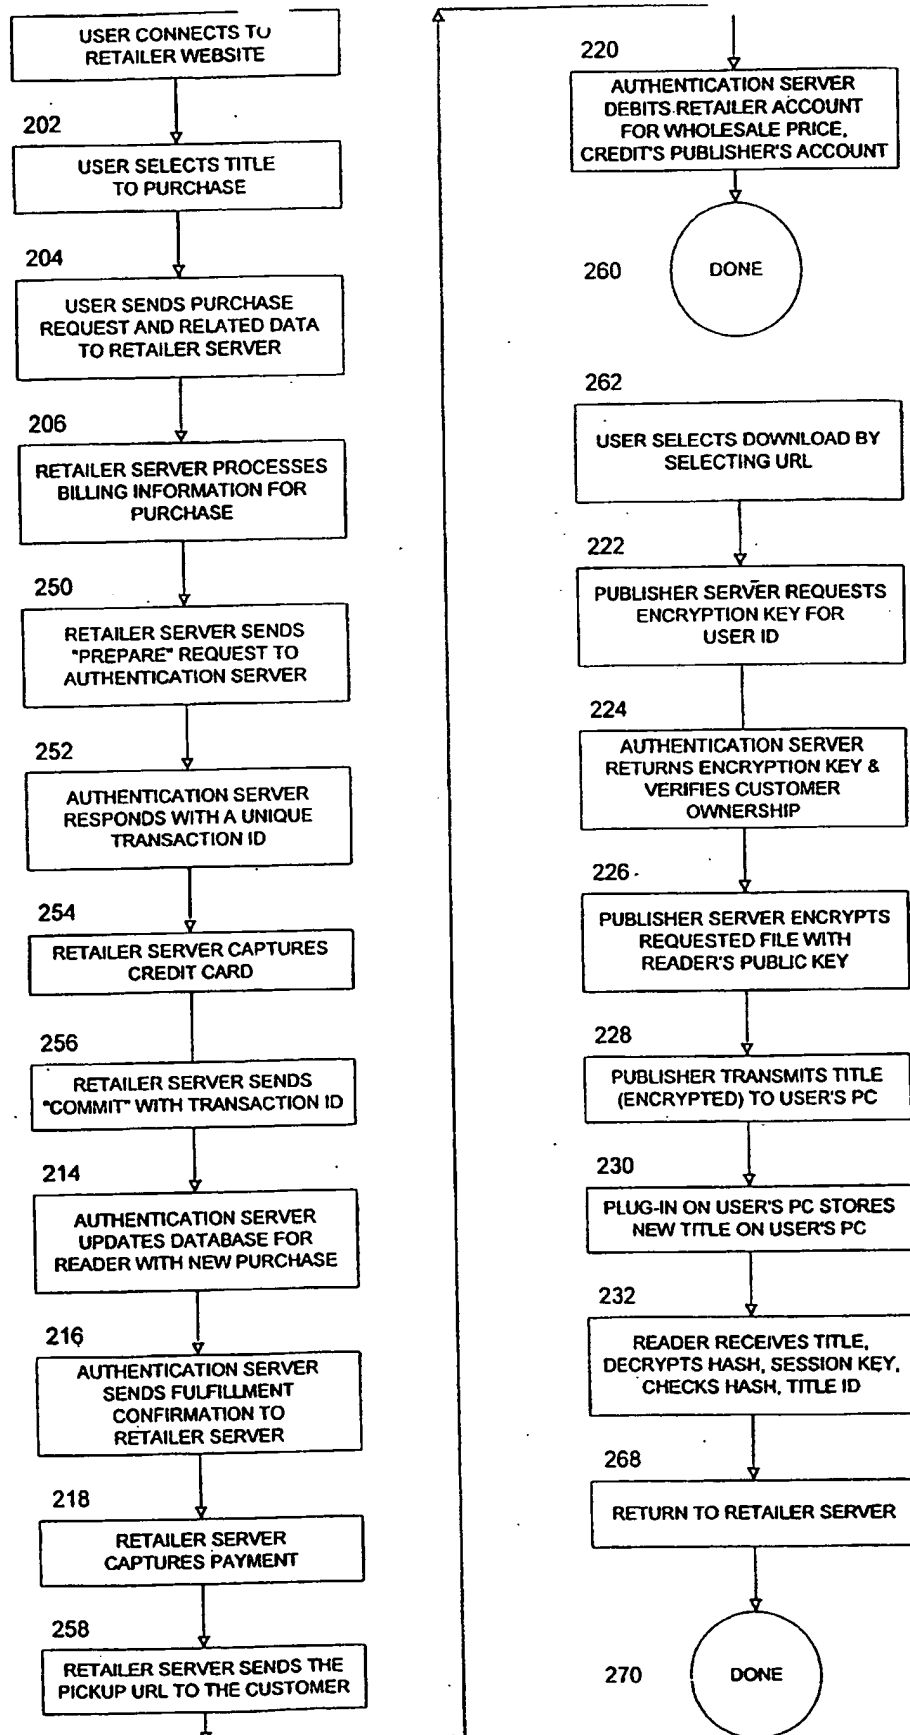 USER CONNECTS TO
RETAILER WEBSITE
202
USER SELECTS TITLE
TO PURCHASE
204
USER SENDS PURCHASE
REQUEST AND RELATED DATA
TO RETAILER SERVER
206
RETAILER SERVER PROCESSES
BILLING INFORMATION FOR
PURCHASE
250
RETAILER SERVER SENDS
"PREPARE" REQUEST TO
AUTHENTICATION SERVER
252
AUTHENTICATION SERVER
RESPONDS WITH A UNIQUE
TRANSACTION ID
254
RETAILER SERVER CAPTURES
CREDIT CARD
256
RETAILER SERVER SENDS
"COMMIT" WITH TRANSACTION ID
214
AUTHENTICATION SERVER
UPDATES DATABASE FOR
READER WITH NEW PURCHASE
216
AUTHENTICATION SERVER
SENDS FULFILLMENT
CONFIRMATION TO
RETAILER SERVER
218
RETAILER SERVER
CAPTURES PAYMENT
258
RETAILER SERVER SENDS THE
PICKUP URL TO THE CUSTOMER
220
AUTHENTICATION SERVER
DEBITS RETAILER ACCOUNT
FOR WHOLESALE PRICE,
CREDIT'S PUBLISHER'S ACCOUNT
260
DONE
262
USER SELECTS DOWNLOAD BY
SELECTING URL
222
PUBLISHER SERVER REQUESTS
ENCRYPTION KEY FOR
USER ID
224
AUTHENTICATION SERVER
RETURNS ENCRYPTION KEY &
VERIFIES CUSTOMER
OWNERSHIP
226
PUBLISHER SERVER ENCRYPTS
REQUESTED FILE WITH
READER'S PUBLIC KEY
228
PUBLISHER TRANSMITS TITLE
(ENCRYPTED) TO USER'S PC
230
PLUG-IN ON USER'S PC STORES
NEW TITLE ON USER'S PC
232
READER RECEIVES TITLE,
DECRYPTS HASH, SESSION KEY,
CHECKS HASH, TITLE ID
268
RETURN TO RETAILER SERVER
270
DONE